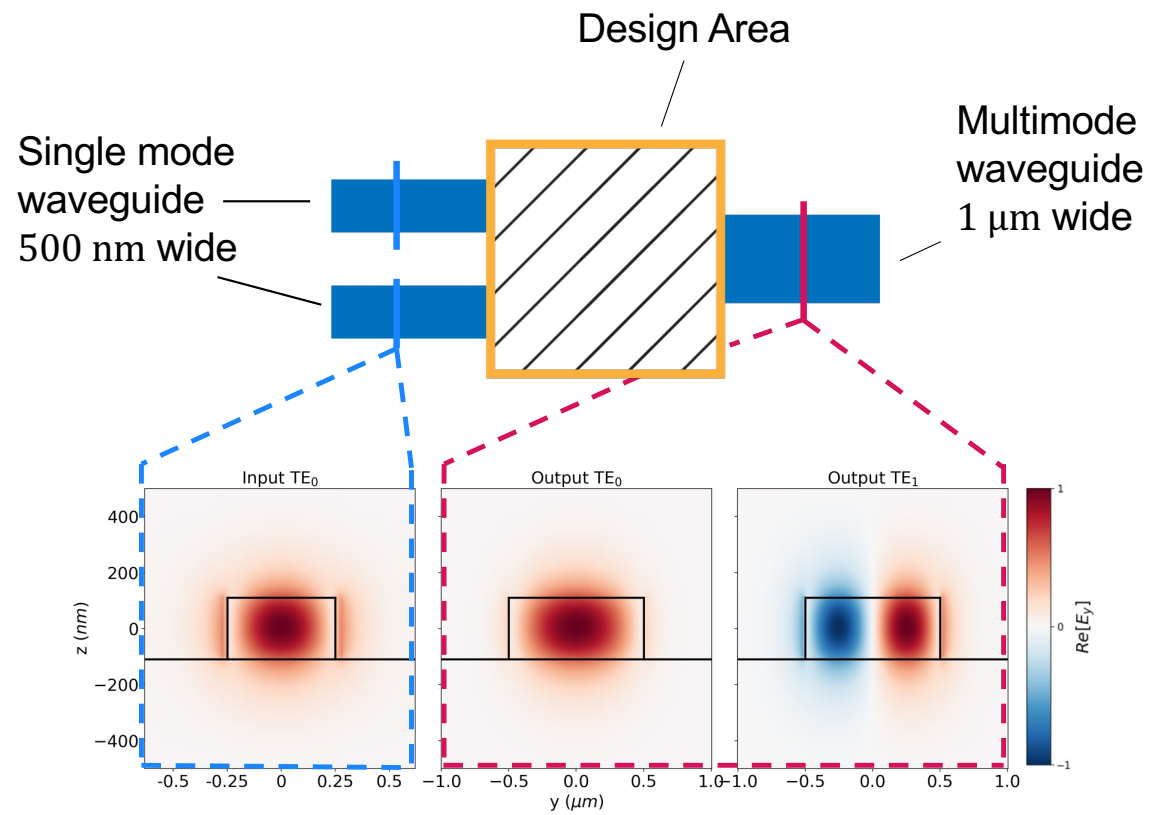 Design Area
Single mode
waveguide
500 nm wide
Multimode
waveguide
1 μm wide
Input TE₀
Output TE₀
Output TE₁
400
200
0
−200
−400
z (nm)
-0.5
-0.25
0
0.25
0.5
−1.0
−0.5
0.0
0.5
1.0
−1.0
−0.5
0.0
0.5
1.0
y (μm)
1
0
−1
Re[E_y]